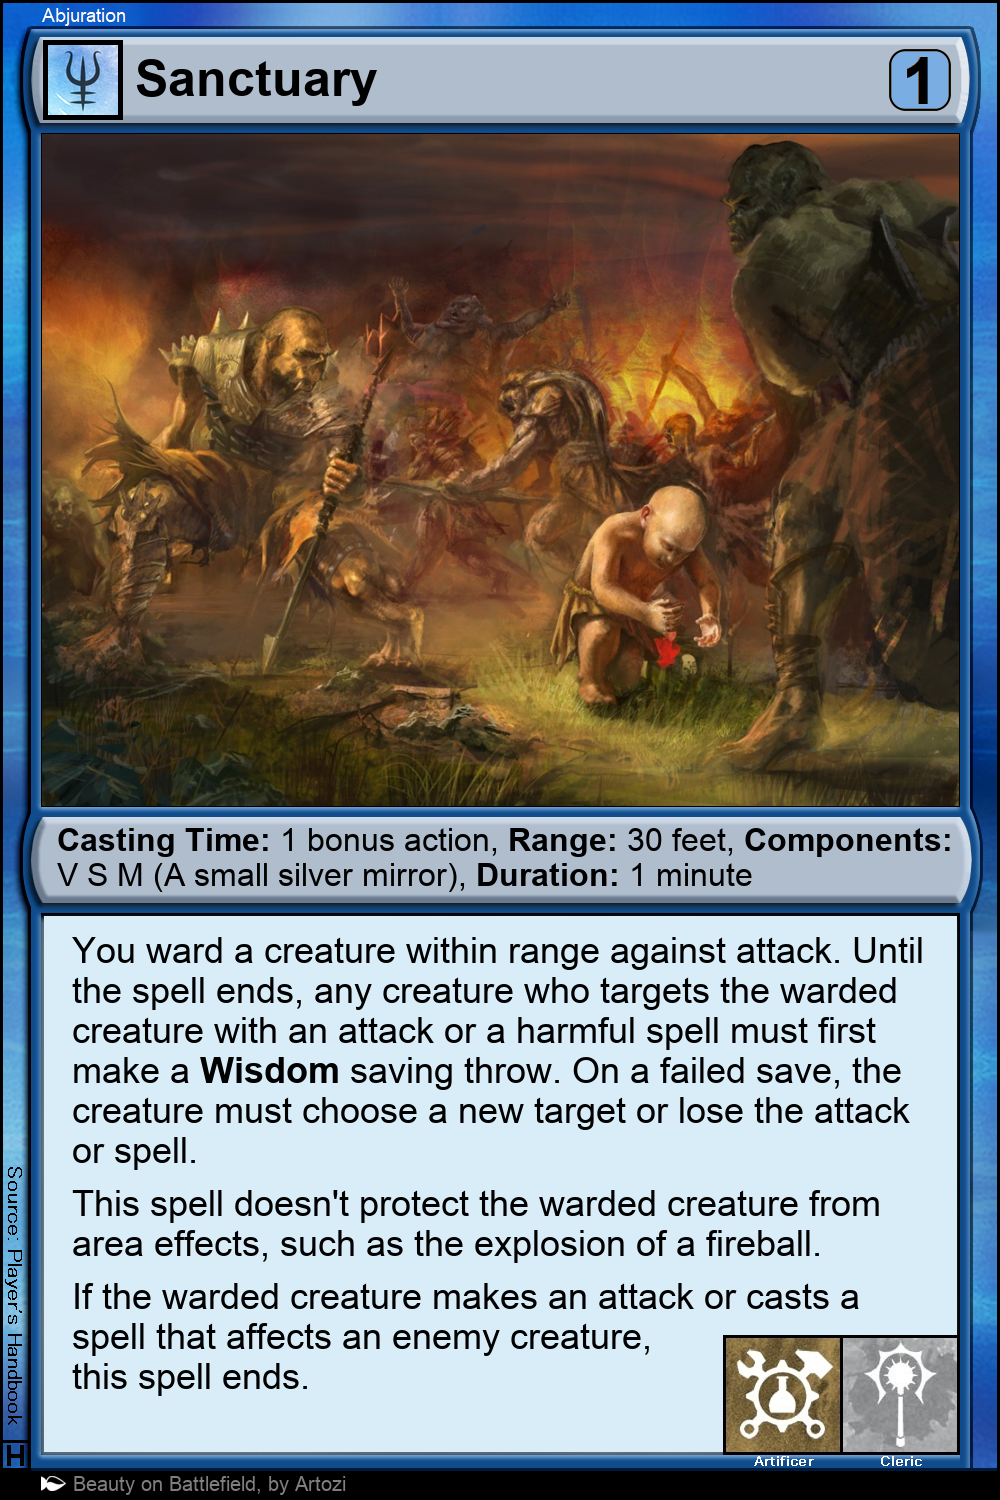 Abjuration
Sanctuary
1
Casting Time: 1 bonus action, Range: 30 feet, Components:
V S M (A small silver mirror), Duration: 1 minute
You ward a creature within range against attack. Until
the spell ends, any creature who targets the warded
creature with an attack or a harmful spell must first
make a Wisdom saving throw. On a failed save, the
creature must choose a new target or lose the attack
or spell.
This spell doesn't protect the warded creature from
area effects, such as the explosion of a fireball.
If the warded creature makes an attack or casts a
spell that affects an enemy creature,
this spell ends.
Source: Player's Handbook
H
Artificer
Cleric
Beauty on Battlefield, by Artozi